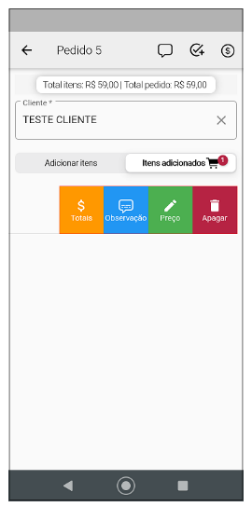 Pedido 5
Total itens: R$ 59,00 | Total pedido: R$ 59,00
Cliente *
TESTE CLIENTE
Adicionar itens
Itens adicionados 1
Totais Observação Preço Apagar